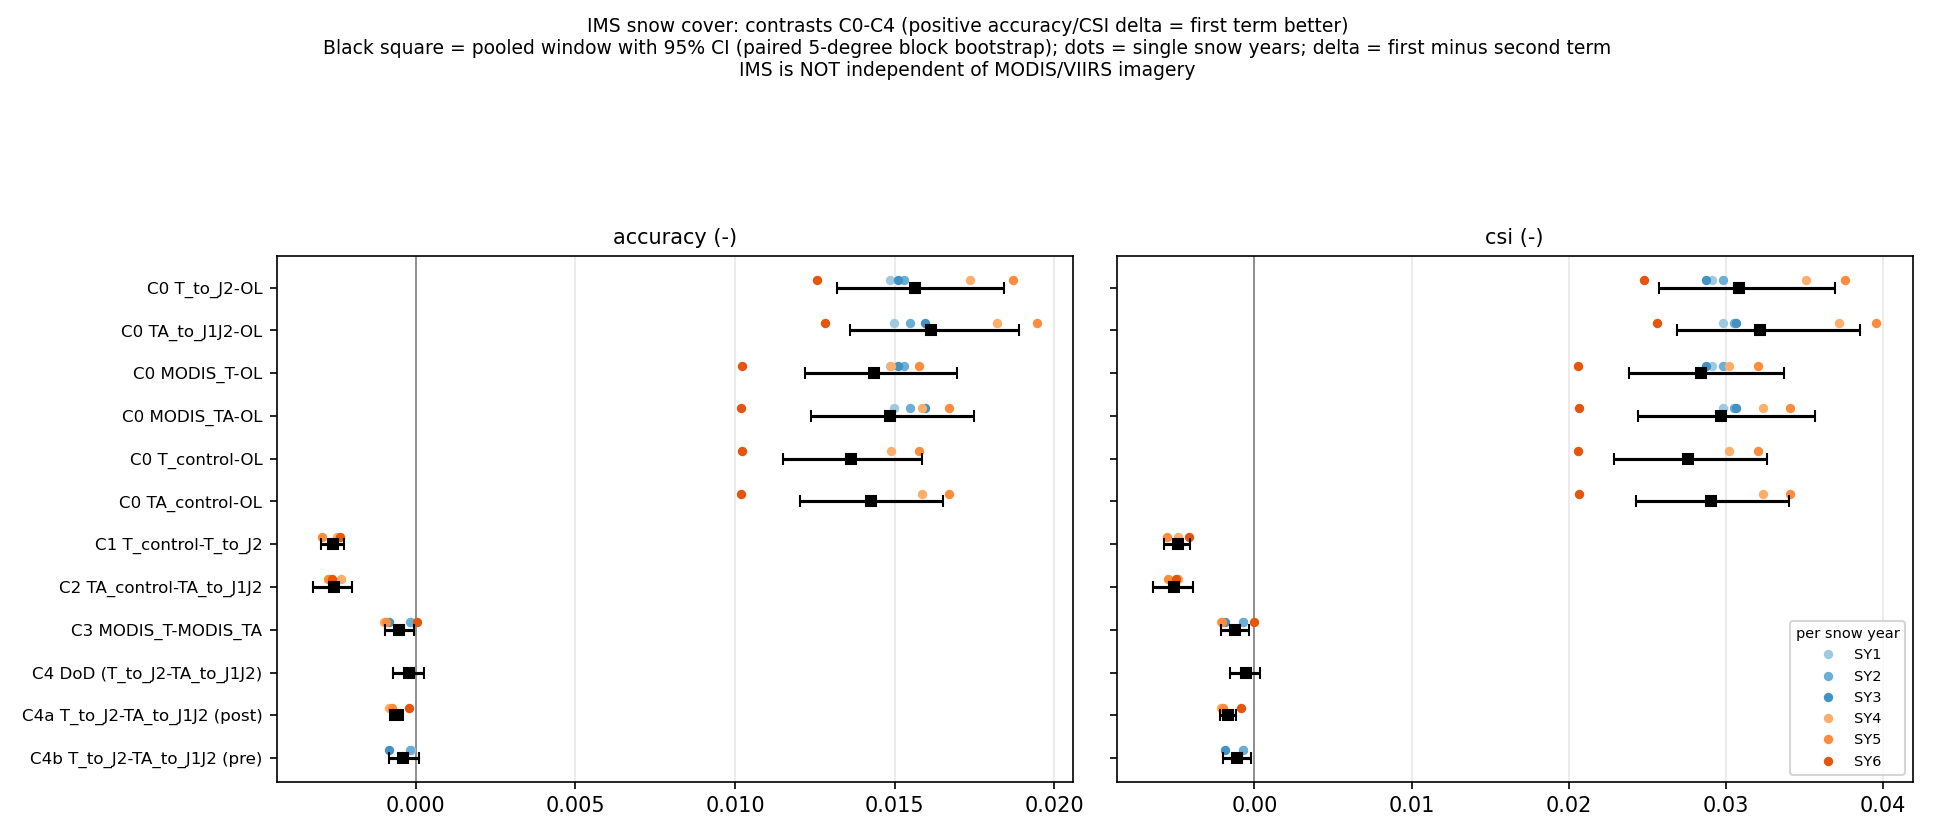 IMS snow cover: contrasts C0-C4 (positive accuracy/CSI delta = first term better)
Black square = pooled window with 95% CI (paired 5-degree block bootstrap); dots = single snow years; delta = first minus second term
IMS is NOT independent of MODIS/VIIRS imagery
accuracy (-)
csi (-)
C0 T_to_J2-OL
C0 TA_to_J1J2-OL
C0 MODIS_T-OL
C0 MODIS_TA-OL
C0 T_control-OL
C0 TA_control-OL
C1 T_control-T_to_J2
C2 TA_control-TA_to_J1J2
C3 MODIS_T-MODIS_TA
C4 DoD (T_to_J2-TA_to_J1J2)
C4a T_to_J2-TA_to_J1J2 (post)
C4b T_to_J2-TA_to_J1J2 (pre)
per snow year
SY1
SY2
SY3
SY4
SY5
SY6
0.000 0.005 0.010 0.015 0.020
0.00 0.01 0.02 0.03 0.04